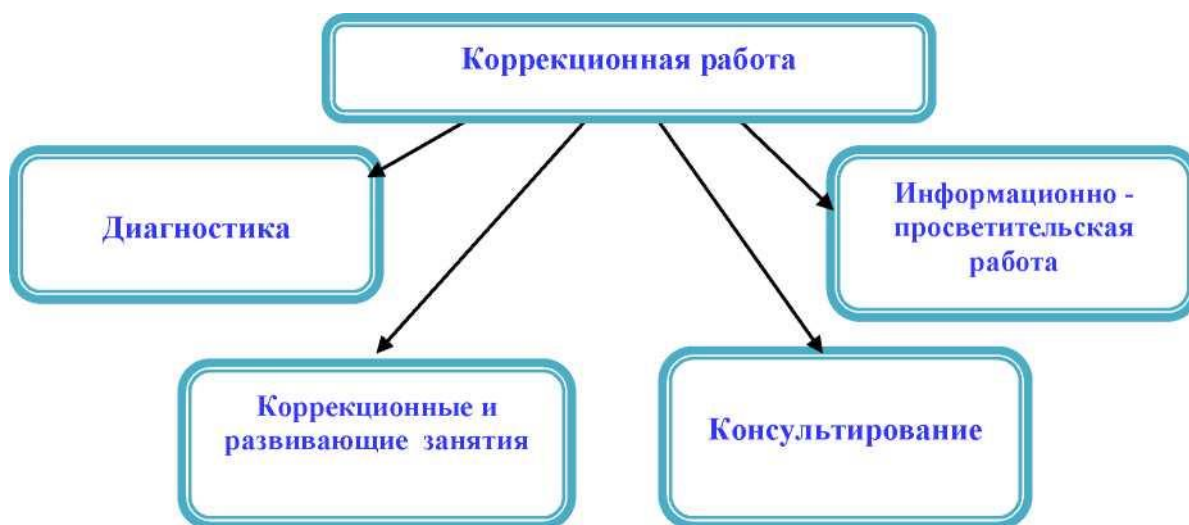 Коррекционная работа
Диагностика
Информационно -
просветительская
работа
Коррекционные и
развивающие занятия
Консультирование